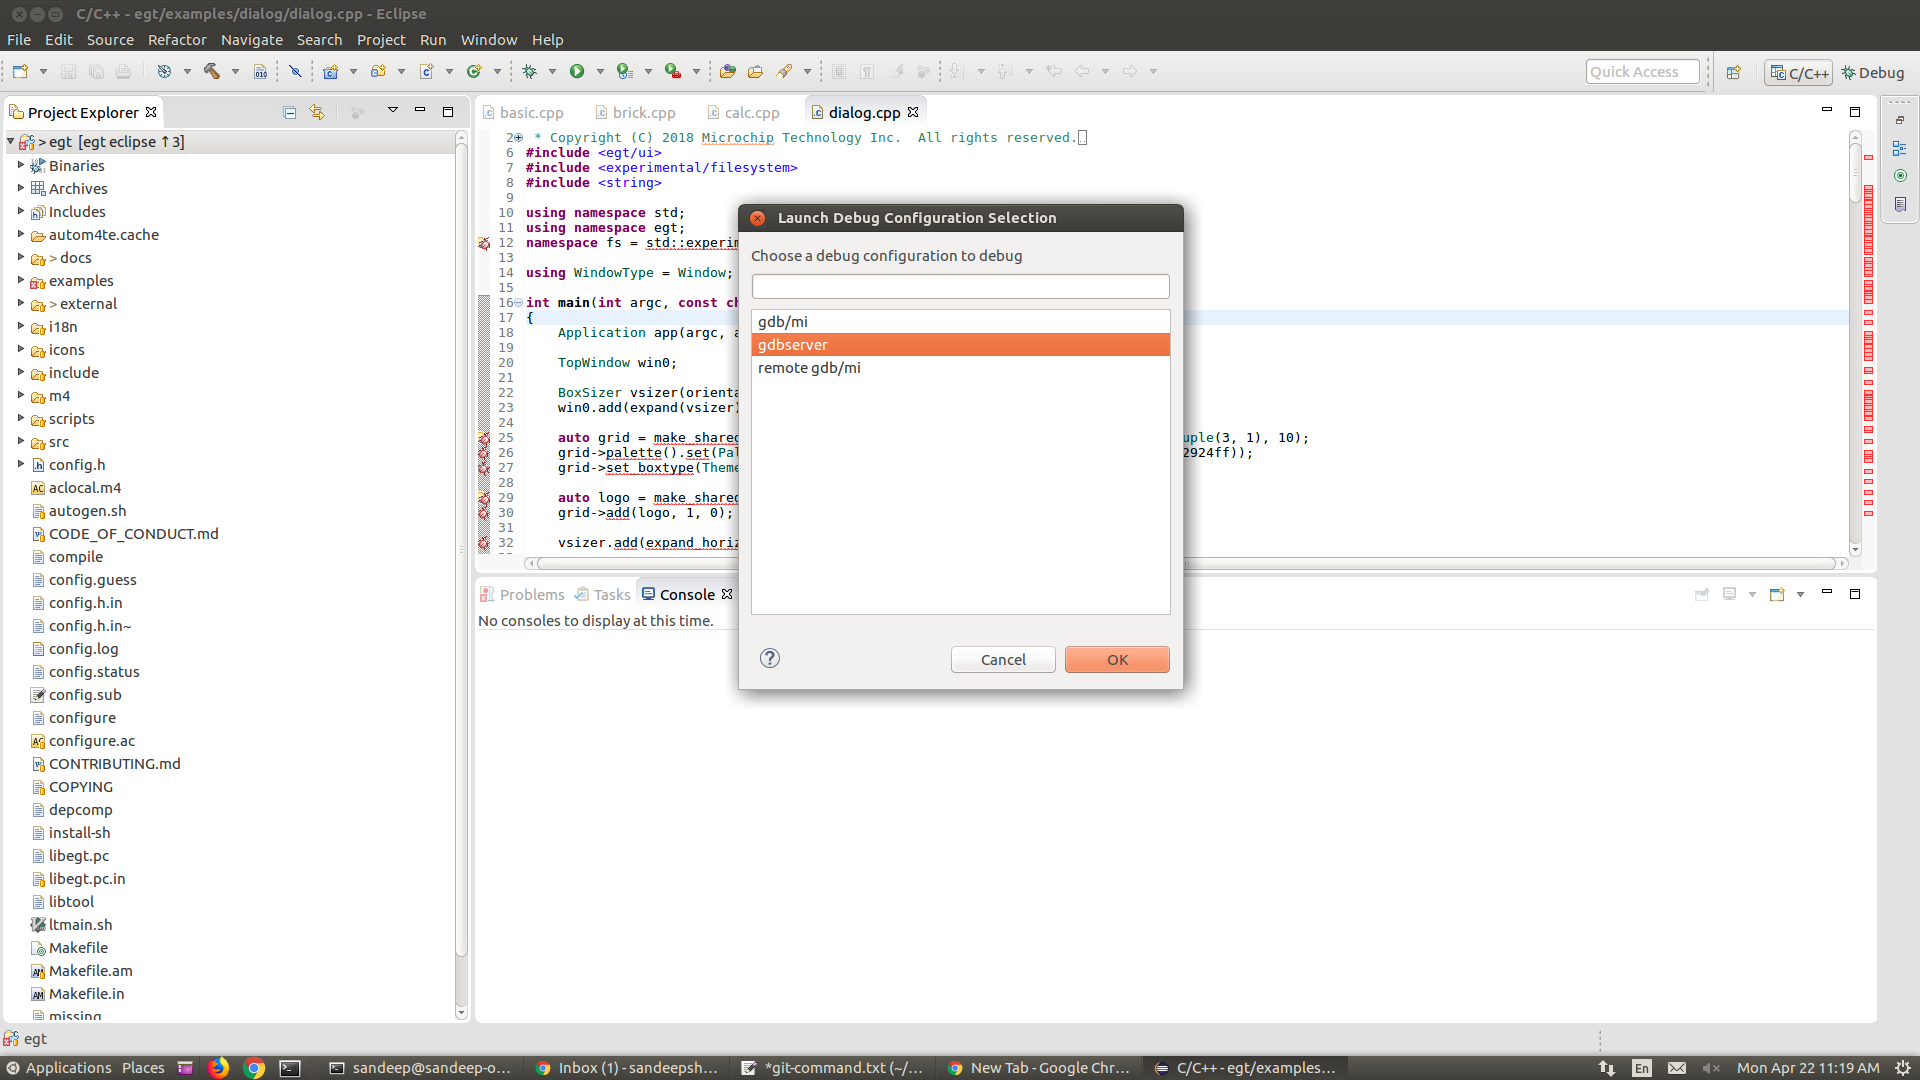 C/C++ - egt/examples/dialog/dialog.cpp - Eclipse
File Edit Source Refactor Navigate Search Project Run Window Help
Quick Access
C/C++
Debug
Project Explorer
> egt [egt eclipse ↑3]
Binaries
Archives
Includes
autom4te.cache
> docs
examples
> external
i18n
icons
include
m4
scripts
src
config.h
aclocal.m4
autogen.sh
CODE_OF_CONDUCT.md
compile
config.guess
config.h.in
config.h.in~
config.log
config.status
config.sub
configure
configure.ac
CONTRIBUTING.md
COPYING
depcomp
install-sh
libegt.pc
libegt.pc.in
libtool
ltmain.sh
Makefile
Makefile.am
Makefile.in
missing
egt
basic.cpp brick.cpp calc.cpp dialog.cpp
2 * Copyright (C) 2018 Microchip Technology Inc. All rights reserved.
6 #include <egt/ui>
7 #include <experimental/filesystem>
8 #include <string>
9
10 using namespace std;
11 using namespace egt;
12 namespace fs = std::experim
13
14 using WindowType = Window;
15
16 int main(int argc, const ch
17 {
18 Application app(argc, a
19
20 TopWindow win0;
21
22 BoxSizer vsizer(orienta
23 win0.add(expand(vsizer)
24
25 auto grid = make_shared uple(3, 1), 10);
26 grid->palette().set(Pal 2924ff));
27 grid->set_boxtype(Theme
28
29 auto logo = make_shared
30 grid->add(logo, 1, 0);
31
32 vsizer.add(expand_horiz
Launch Debug Configuration Selection
Choose a debug configuration to debug
gdb/mi
gdbserver
remote gdb/mi
Cancel
OK
Problems Tasks Console
No consoles to display at this time.
Applications Places sandeep@sandeep-o... Inbox (1) - sandeepsh... *git-command.txt (~/... New Tab - Google Chr... C/C++ - egt/examples... En Mon Apr 22 11:19 AM